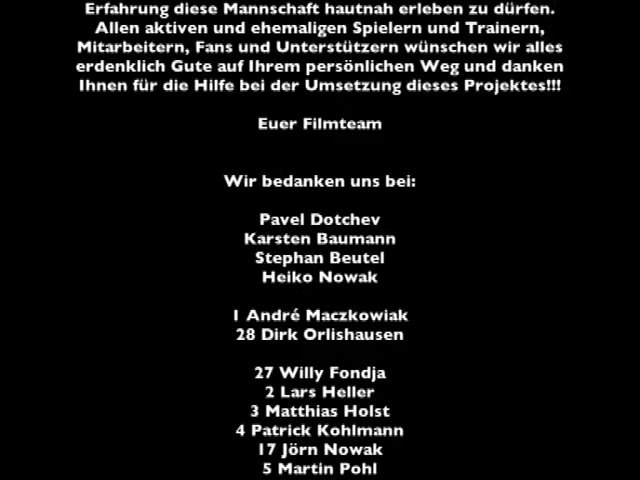 Erfahrung diese Mannschaft hautnah erleben zu dürfen.
Allen aktiven und ehemaligen Spielern und Trainern,
Mitarbeitern, Fans und Unterstützern wünschen wir alles
erdenklich Gute auf Ihrem persönlichen Weg und danken
Ihnen für die Hilfe bei der Umsetzung dieses Projektes!!!
Euer Filmteam
Wir bedanken uns bei:
Pavel Dotchev
Karsten Baumann
Stephan Beutel
Heiko Nowak
1 André Maczkowiak
28 Dirk Orlishausen
27 Willy Fondja
2 Lars Heller
3 Matthias Holst
4 Patrick Kohlmann
17 Jörn Nowak
5 Martin Pohl